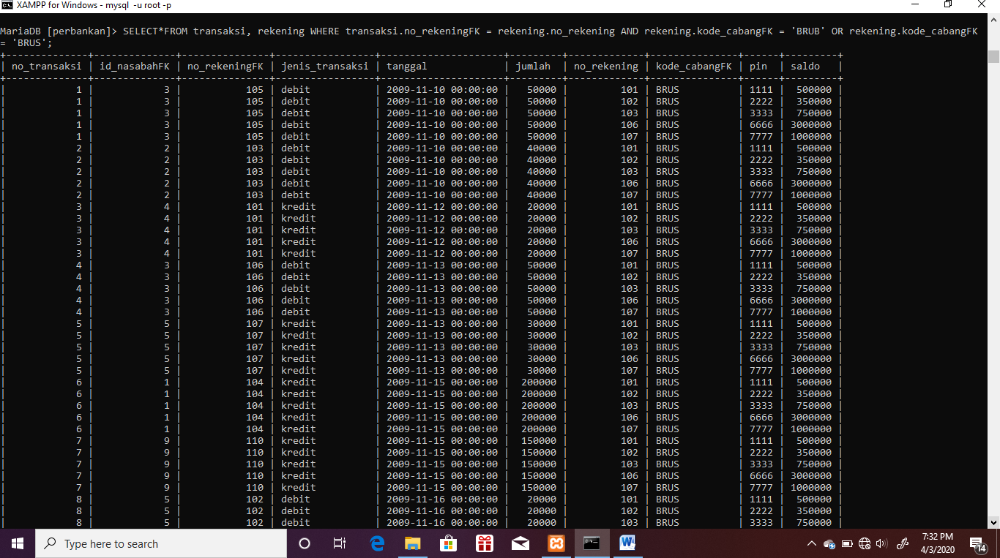 XAMPP for Windows - mysql -u root -p
MariaDB [perbankan]> SELECT*FROM transaksi, rekening WHERE transaksi.no_rekeningFK = rekening.no_rekening AND rekening.kode_cabangFK = 'BRUB' OR rekening.kode_cabangFK
= 'BRUS';
+--------------+--------------+---------------+-----------------+---------------------+---------+-------------+---------------+------+---------+
| no_transaksi | id_nasabahFK | no_rekeningFK | jenis_transaksi | tanggal | jumlah | no_rekening | kode_cabangFK | pin | saldo |
+--------------+--------------+---------------+-----------------+---------------------+---------+-------------+---------------+------+---------+
| 1 | 3 | 105 | debit | 2009-11-10 00:00:00 | 50000 | 101 | BRUS | 1111 | 500000 |
| 1 | 3 | 105 | debit | 2009-11-10 00:00:00 | 50000 | 102 | BRUS | 2222 | 350000 |
| 1 | 3 | 105 | debit | 2009-11-10 00:00:00 | 50000 | 103 | BRUS | 3333 | 750000 |
| 1 | 3 | 105 | debit | 2009-11-10 00:00:00 | 50000 | 106 | BRUS | 6666 | 3000000 |
| 1 | 3 | 105 | debit | 2009-11-10 00:00:00 | 50000 | 107 | BRUS | 7777 | 1000000 |
| 2 | 2 | 103 | debit | 2009-11-10 00:00:00 | 40000 | 101 | BRUS | 1111 | 500000 |
| 2 | 2 | 103 | debit | 2009-11-10 00:00:00 | 40000 | 102 | BRUS | 2222 | 350000 |
| 2 | 2 | 103 | debit | 2009-11-10 00:00:00 | 40000 | 103 | BRUS | 3333 | 750000 |
| 2 | 2 | 103 | debit | 2009-11-10 00:00:00 | 40000 | 106 | BRUS | 6666 | 3000000 |
| 2 | 2 | 103 | debit | 2009-11-10 00:00:00 | 40000 | 107 | BRUS | 7777 | 1000000 |
| 3 | 4 | 101 | kredit | 2009-11-12 00:00:00 | 20000 | 101 | BRUS | 1111 | 500000 |
| 3 | 4 | 101 | kredit | 2009-11-12 00:00:00 | 20000 | 102 | BRUS | 2222 | 350000 |
| 3 | 4 | 101 | kredit | 2009-11-12 00:00:00 | 20000 | 103 | BRUS | 3333 | 750000 |
| 3 | 4 | 101 | kredit | 2009-11-12 00:00:00 | 20000 | 106 | BRUS | 6666 | 3000000 |
| 3 | 4 | 101 | kredit | 2009-11-12 00:00:00 | 20000 | 107 | BRUS | 7777 | 1000000 |
| 4 | 3 | 106 | debit | 2009-11-13 00:00:00 | 50000 | 101 | BRUS | 1111 | 500000 |
| 4 | 3 | 106 | debit | 2009-11-13 00:00:00 | 50000 | 102 | BRUS | 2222 | 350000 |
| 4 | 3 | 106 | debit | 2009-11-13 00:00:00 | 50000 | 103 | BRUS | 3333 | 750000 |
| 4 | 3 | 106 | debit | 2009-11-13 00:00:00 | 50000 | 106 | BRUS | 6666 | 3000000 |
| 4 | 3 | 106 | debit | 2009-11-13 00:00:00 | 50000 | 107 | BRUS | 7777 | 1000000 |
| 5 | 5 | 107 | kredit | 2009-11-13 00:00:00 | 30000 | 101 | BRUS | 1111 | 500000 |
| 5 | 5 | 107 | kredit | 2009-11-13 00:00:00 | 30000 | 102 | BRUS | 2222 | 350000 |
| 5 | 5 | 107 | kredit | 2009-11-13 00:00:00 | 30000 | 103 | BRUS | 3333 | 750000 |
| 5 | 5 | 107 | kredit | 2009-11-13 00:00:00 | 30000 | 106 | BRUS | 6666 | 3000000 |
| 5 | 5 | 107 | kredit | 2009-11-13 00:00:00 | 30000 | 107 | BRUS | 7777 | 1000000 |
| 6 | 1 | 104 | kredit | 2009-11-15 00:00:00 | 200000 | 101 | BRUS | 1111 | 500000 |
| 6 | 1 | 104 | kredit | 2009-11-15 00:00:00 | 200000 | 102 | BRUS | 2222 | 350000 |
| 6 | 1 | 104 | kredit | 2009-11-15 00:00:00 | 200000 | 103 | BRUS | 3333 | 750000 |
| 6 | 1 | 104 | kredit | 2009-11-15 00:00:00 | 200000 | 106 | BRUS | 6666 | 3000000 |
| 6 | 1 | 104 | kredit | 2009-11-15 00:00:00 | 200000 | 107 | BRUS | 7777 | 1000000 |
| 7 | 9 | 110 | kredit | 2009-11-15 00:00:00 | 150000 | 101 | BRUS | 1111 | 500000 |
| 7 | 9 | 110 | kredit | 2009-11-15 00:00:00 | 150000 | 102 | BRUS | 2222 | 350000 |
| 7 | 9 | 110 | kredit | 2009-11-15 00:00:00 | 150000 | 103 | BRUS | 3333 | 750000 |
| 7 | 9 | 110 | kredit | 2009-11-15 00:00:00 | 150000 | 106 | BRUS | 6666 | 3000000 |
| 7 | 9 | 110 | kredit | 2009-11-15 00:00:00 | 150000 | 107 | BRUS | 7777 | 1000000 |
| 8 | 5 | 102 | debit | 2009-11-16 00:00:00 | 20000 | 101 | BRUS | 1111 | 500000 |
| 8 | 5 | 102 | debit | 2009-11-16 00:00:00 | 20000 | 102 | BRUS | 2222 | 350000 |
| 8 | 5 | 102 | debit | 2009-11-16 00:00:00 | 20000 | 103 | BRUS | 3333 | 750000 |
Type here to search
7:32 PM
4/3/2020
14